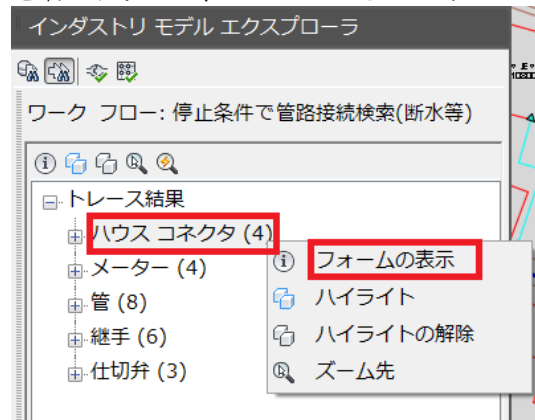 インダストリ モデル エクスプローラ
ワーク フロー: 停止条件で管路接続検索(断水等)
トレース結果
ハウス コネクタ (4)
メーター (4)
管 (8)
継手 (6)
仕切弁 (3)
フォームの表示
ハイライト
ハイライトの解除
ズーム先